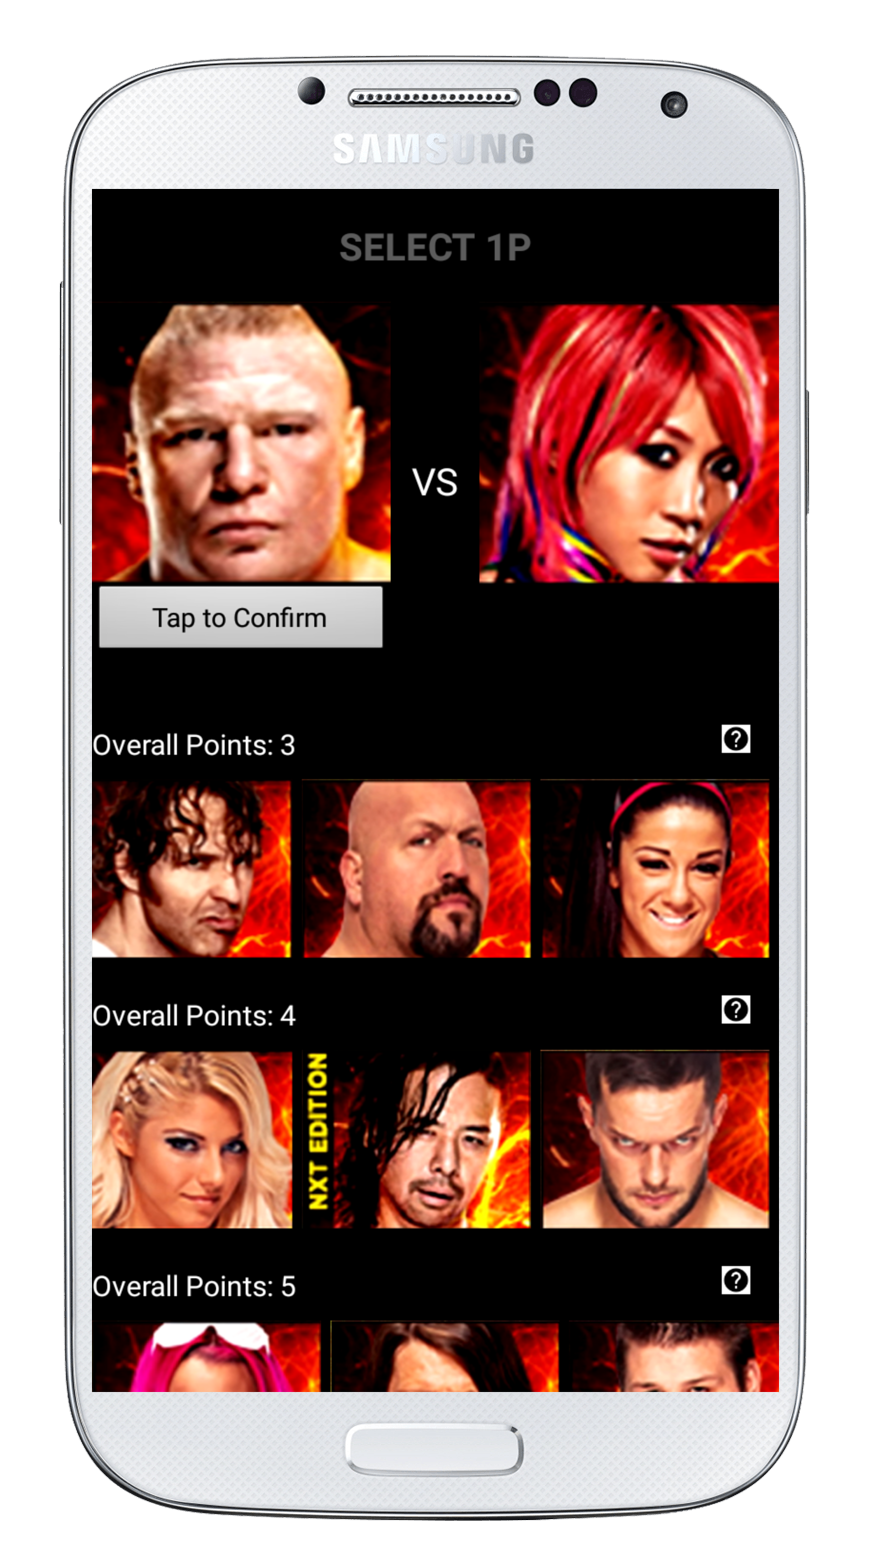 SAMSUNG
SELECT 1P
VS
Tap to Confirm
Overall Points: 3
?
Overall Points: 4
?
NXT EDITION
Overall Points: 5
?